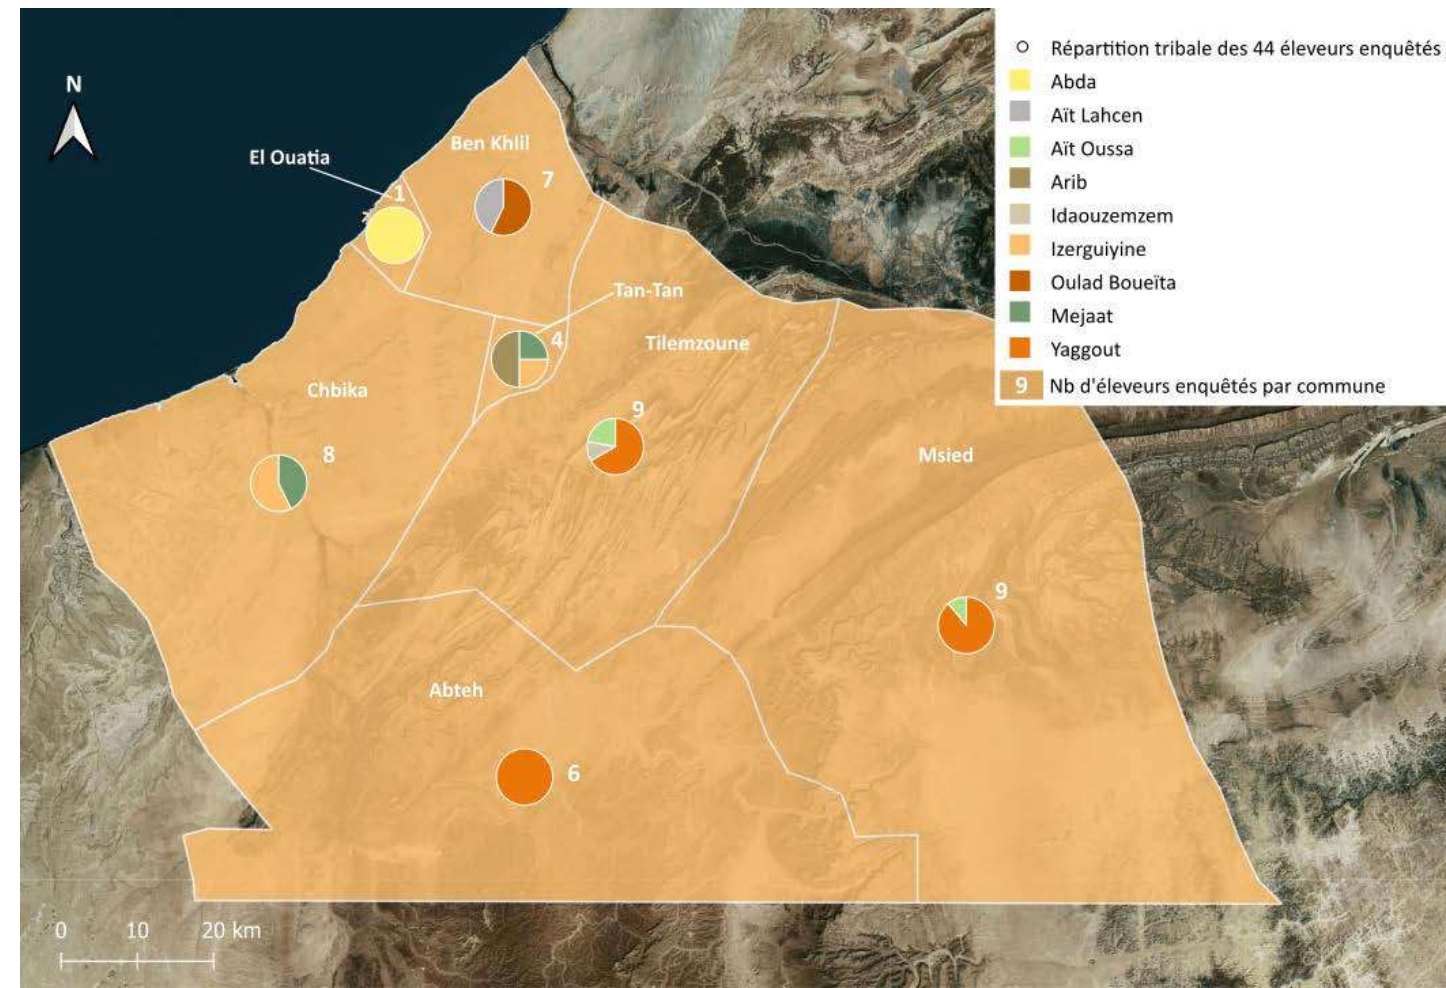 N
El Ouatia
1
Ben Khlil
7
Tan-Tan
4
Tilemzoune
Chbika
9
8
Msied
9
Abteh
6
0 10 20 km
Répartition tribale des 44 éleveurs enquêtés
Abda
Aït Lahcen
Aït Oussa
Arib
Idaouzemzem
Izerguiyine
Oulad Boueïta
Mejaat
Yaggout
9 Nb d'éleveurs enquêtés par commune